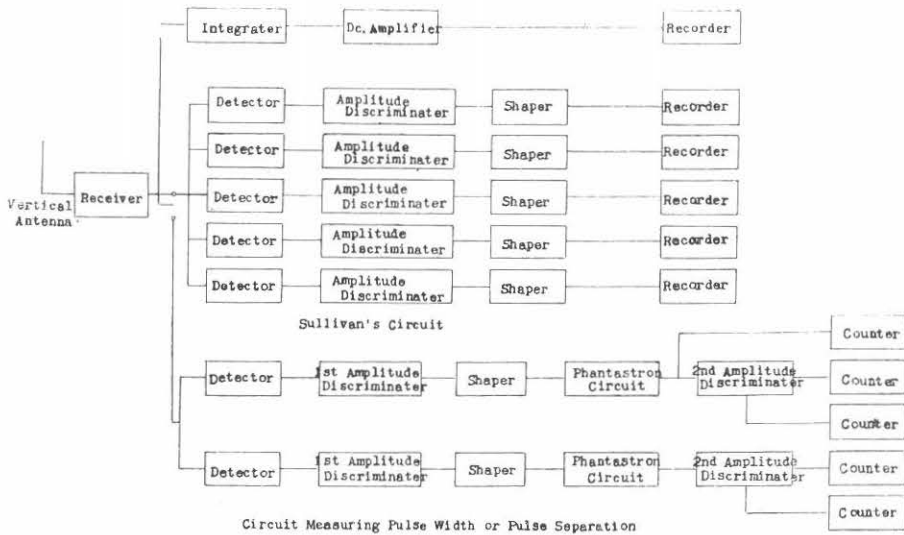 Integrater Dc. Amplifier Recorder
Detector Amplitude Discriminater Shaper Recorder
Detector Amplitude Discriminater Shaper Recorder
Vertical Antenna Receiver Detector Amplitude Discriminater Shaper Recorder
Detector Amplitude Discriminater Shaper Recorder
Detector Amplitude Discriminater Shaper Recorder
Sullivan's Circuit
Counter
Detector 1st Amplitude Discriminater Shaper Phantastron Circuit 2nd Amplitude Discriminater Counter
Counter
Detector 1st Amplitude Discriminater Shaper Phantastron Circuit 2nd Amplitude Discriminater Counter
Counter
Circuit Measuring Pulse Width or Pulse Separation